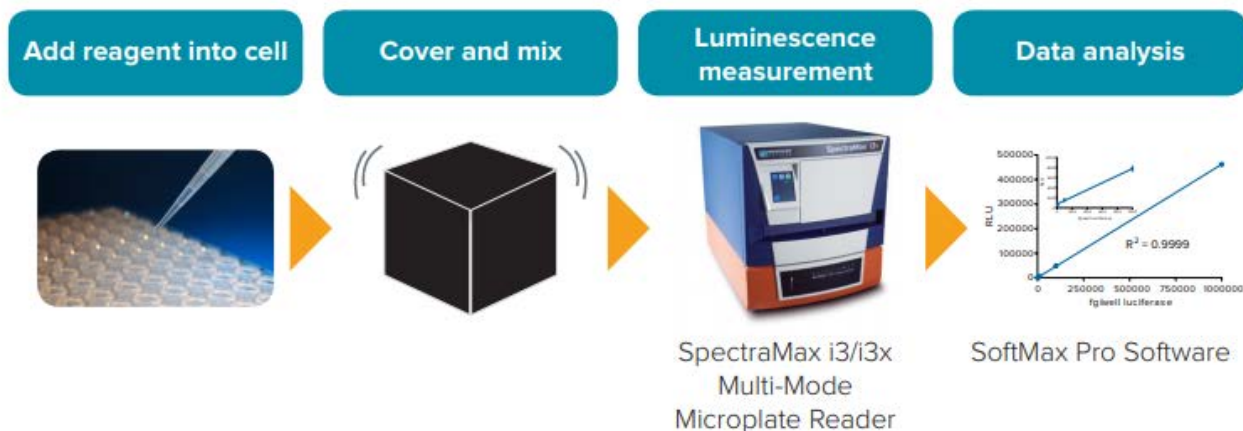 Add reagent into cell
Cover and mix
Luminescence
measurement
Data analysis
SpectraMax i3x
500000
400000
300000
200000
100000
0
RLU
R² = 0.9999
0
250000
500000
750000
1000000
fg/well luciferase
SpectraMax i3/i3x
Multi-Mode
Microplate Reader
SoftMax Pro Software